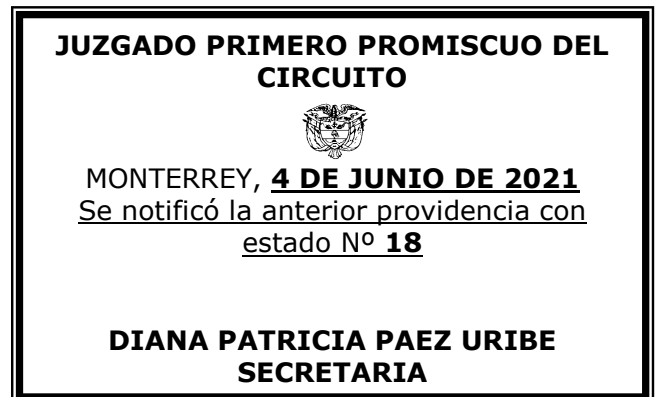 JUZGADO PRIMERO PROMISCUO DEL
CIRCUITO
MONTERREY, 4 DE JUNIO DE 2021
Se notificó la anterior providencia con
estado Nº 18
DIANA PATRICIA PAEZ URIBE
SECRETARIA